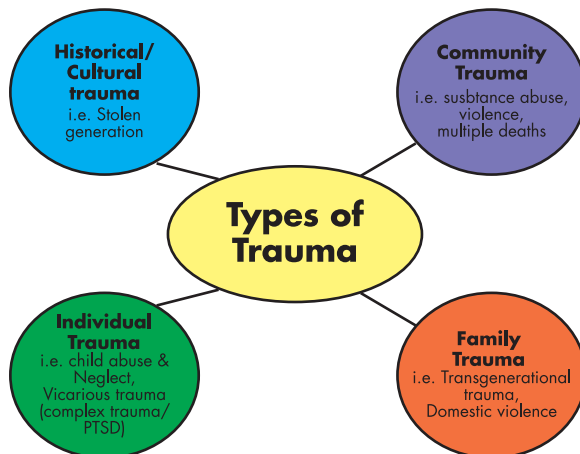 Historical/
Cultural
trauma
i.e. Stolen
generation
Community
Trauma
i.e. susbtance abuse,
violence,
multiple deaths
Types of
Trauma
Individual
Trauma
i.e. child abuse &
Neglect,
Vicarious trauma
(complex trauma/
PTSD)
Family
Trauma
i.e. Transgenerational
trauma,
Domestic violence